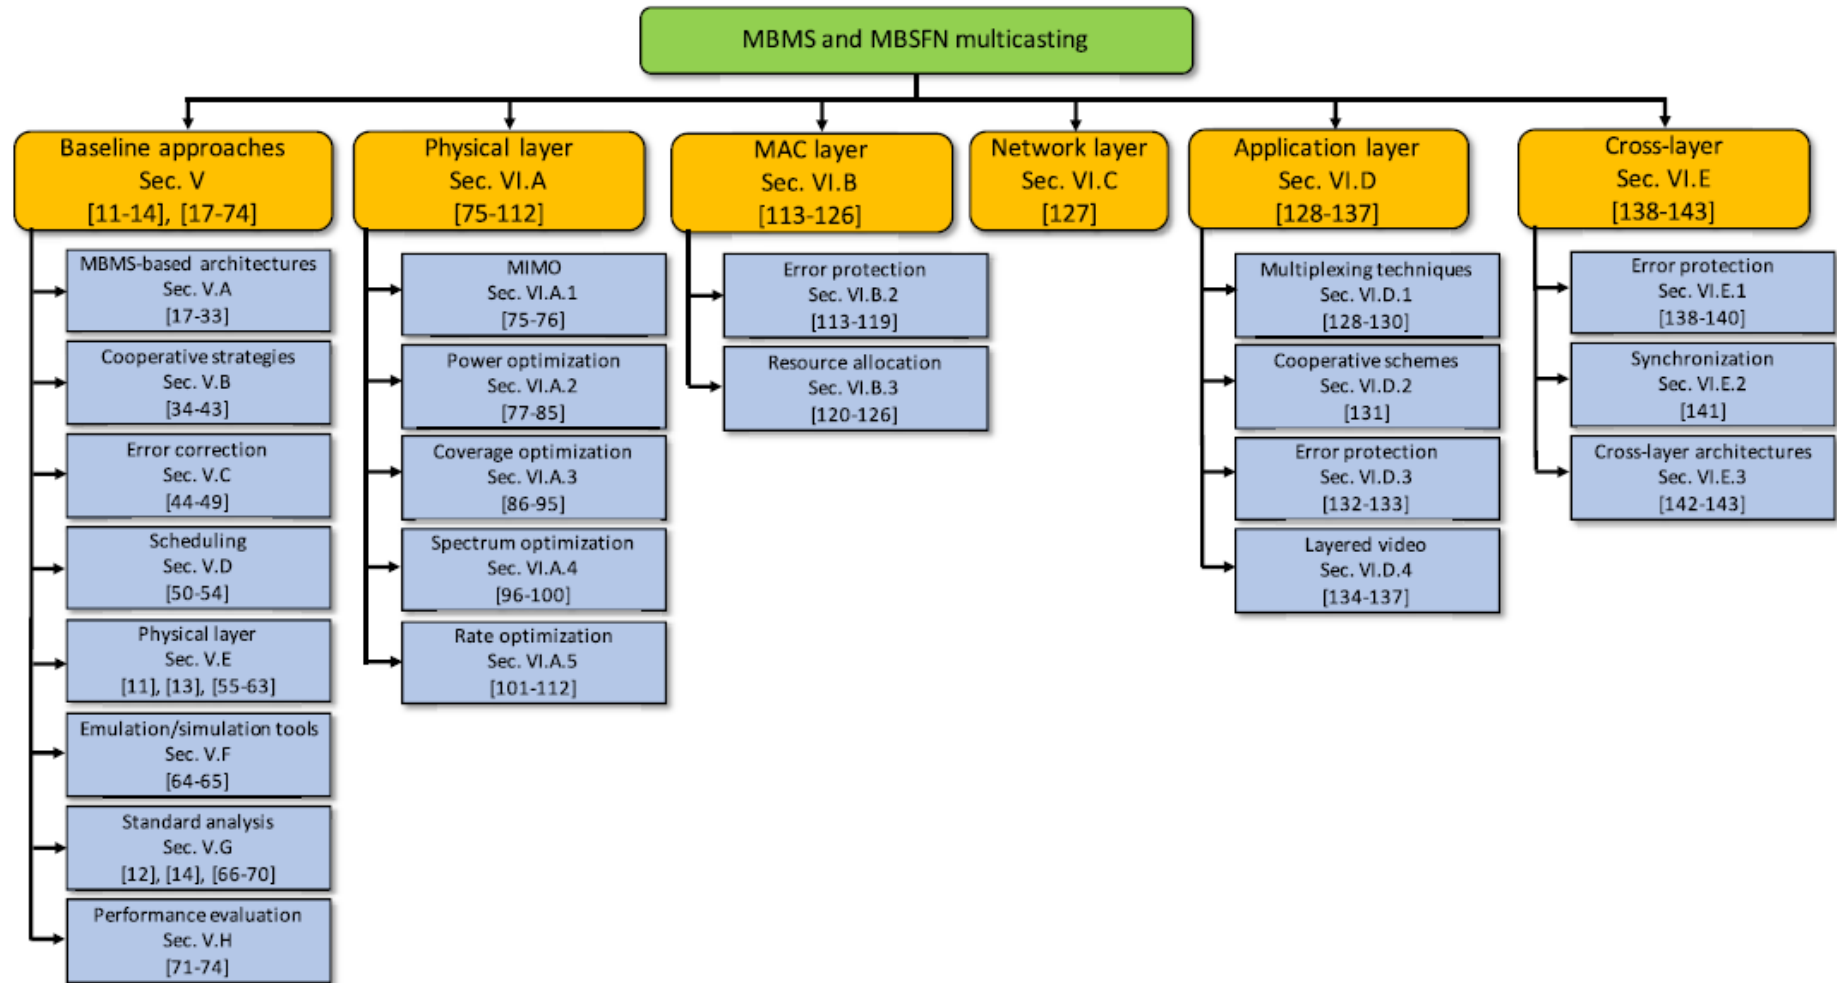 MBMS and MBSFN multicasting
Baseline approaches
Sec. V
[11-14], [17-74]
MBMS-based architectures
Sec. V.A
[17-33]
Cooperative strategies
Sec. V.B
[34-43]
Error correction
Sec. V.C
[44-49]
Scheduling
Sec. V.D
[50-54]
Physical layer
Sec. V.E
[11], [13], [55-63]
Emulation/simulation tools
Sec. V.F
[64-65]
Standard analysis
Sec. V.G
[12], [14], [66-70]
Performance evaluation
Sec. V.H
[71-74]
Physical layer
Sec. VI.A
[75-112]
MIMO
Sec. VI.A.1
[75-76]
Power optimization
Sec. VI.A.2
[77-85]
Coverage optimization
Sec. VI.A.3
[86-95]
Spectrum optimization
Sec. VI.A.4
[96-100]
Rate optimization
Sec. VI.A.5
[101-112]
MAC layer
Sec. VI.B
[113-126]
Error protection
Sec. VI.B.2
[113-119]
Resource allocation
Sec. VI.B.3
[120-126]
Network layer
Sec. VI.C
[127]
Application layer
Sec. VI.D
[128-137]
Multiplexing techniques
Sec. VI.D.1
[128-130]
Cooperative schemes
Sec. VI.D.2
[131]
Error protection
Sec. VI.D.3
[132-133]
Layered video
Sec. VI.D.4
[134-137]
Cross-layer
Sec. VI.E
[138-143]
Error protection
Sec. VI.E.1
[138-140]
Synchronization
Sec. VI.E.2
[141]
Cross-layer architectures
Sec. VI.E.3
[142-143]